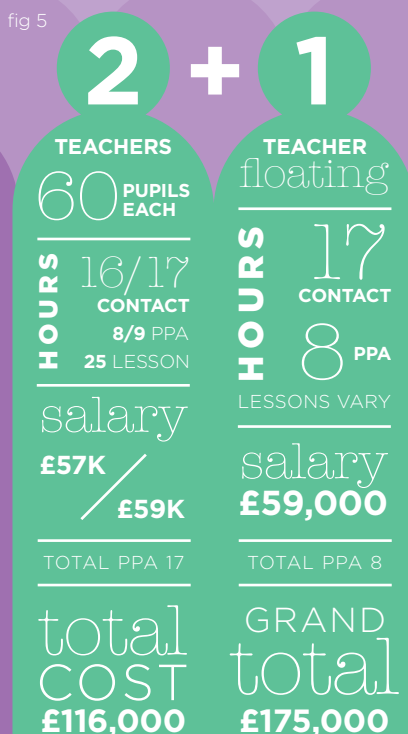 fig 5
2 + 1
TEACHERS
60 PUPILS
EACH
HOURS
16/17
CONTACT
8/9 PPA
25 LESSON
salary
£57K
£59K
TOTAL PPA 17
total
COST
£116,000
TEACHER
floating
HOURS
17
CONTACT
8 PPA
LESSONS VARY
salary
£59,000
TOTAL PPA 8
GRAND
total
£175,000